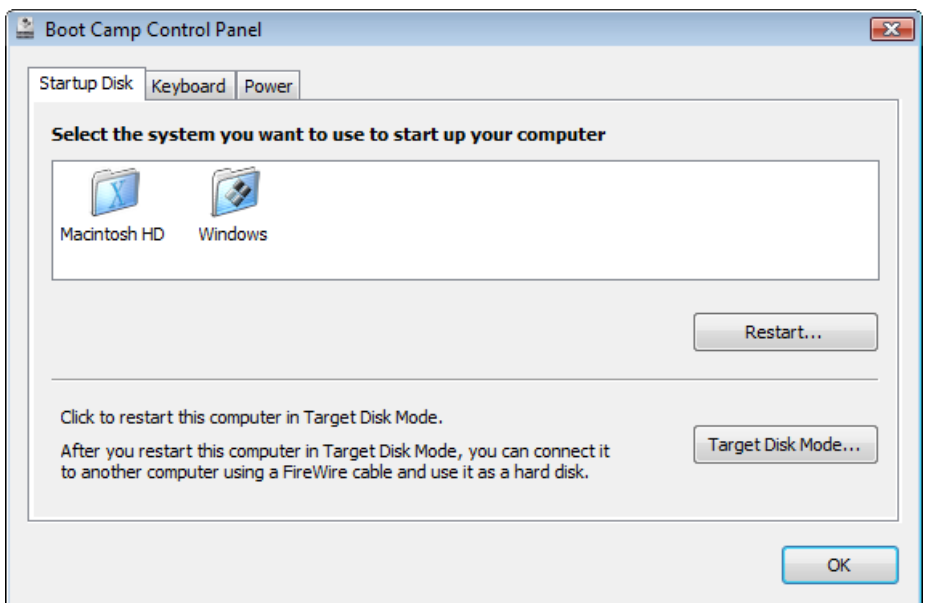 Boot Camp Control Panel
Startup Disk Keyboard Power
Select the system you want to use to start up your computer
X
Macintosh HD Windows
Restart...
Click to restart this computer in Target Disk Mode.
After you restart this computer in Target Disk Mode, you can connect it
to another computer using a FireWire cable and use it as a hard disk.
Target Disk Mode...
OK